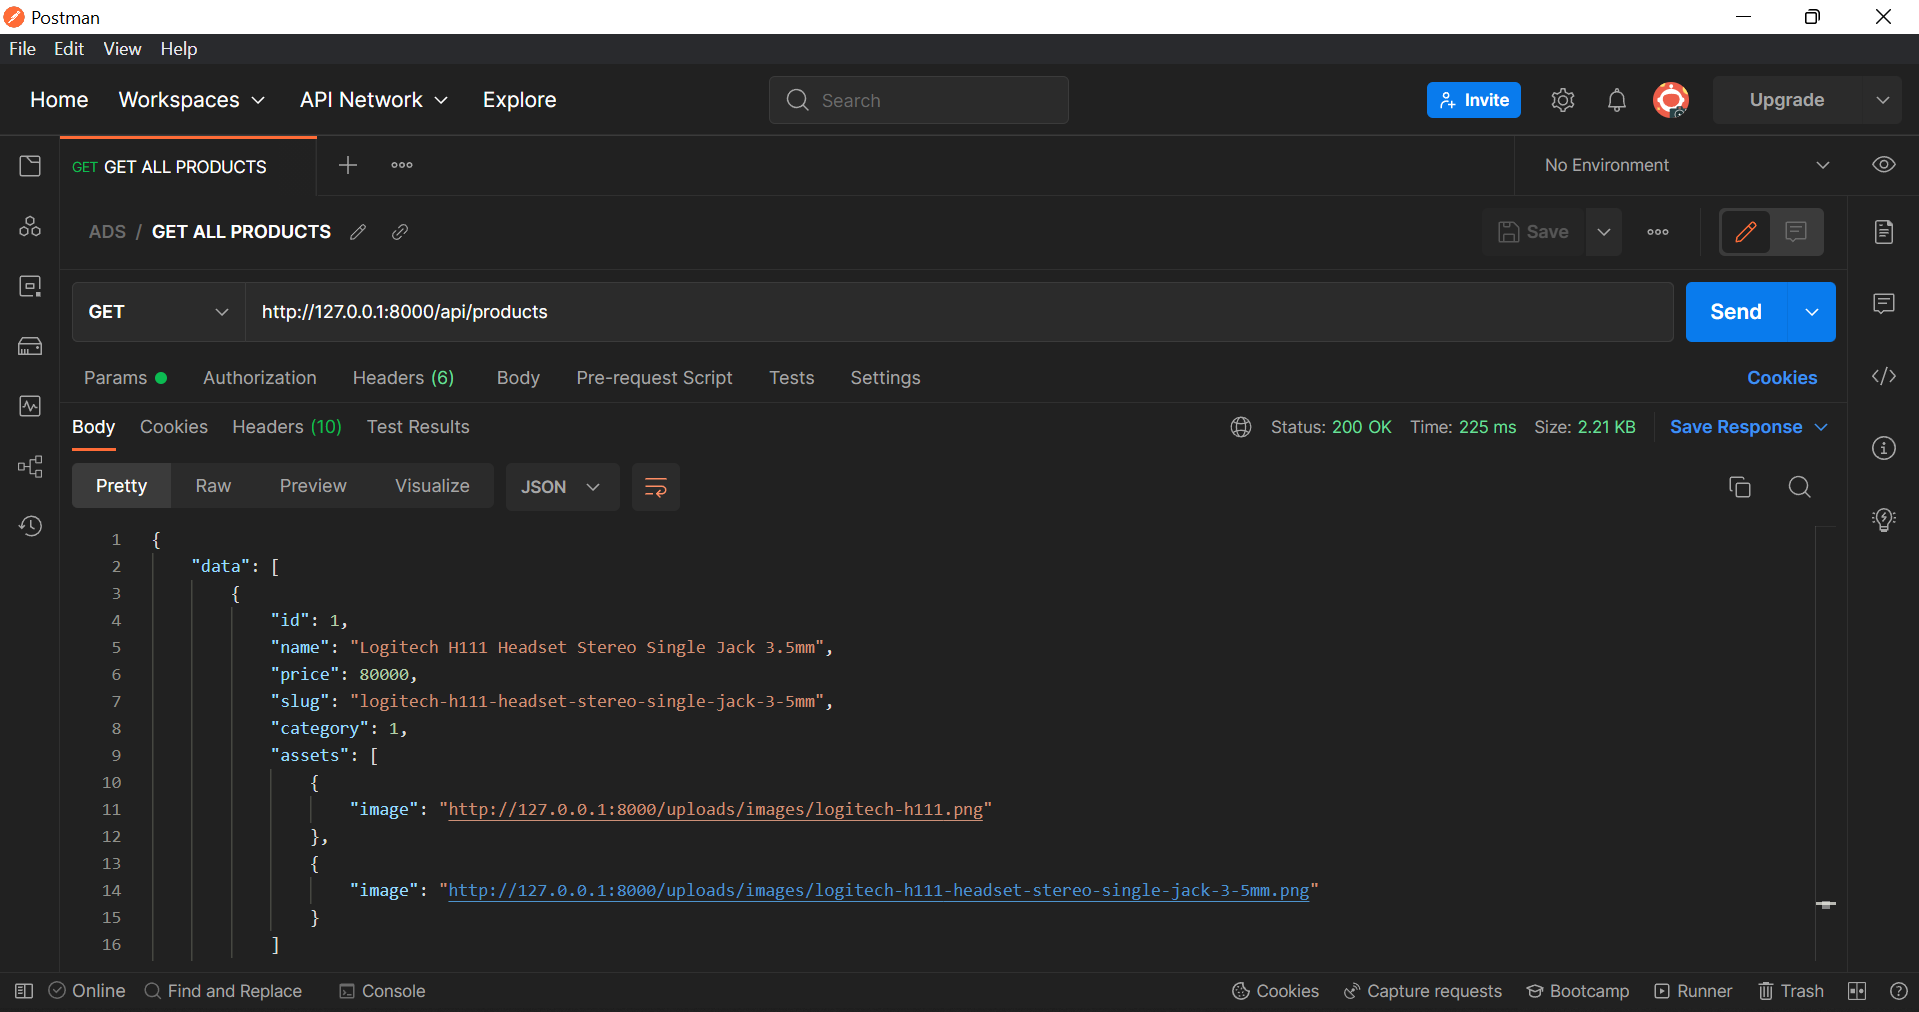 Postman
File Edit View Help
Home Workspaces API Network Explore Search Invite Upgrade
GET GET ALL PRODUCTS No Environment
ADS / GET ALL PRODUCTS Save
GET http://127.0.0.1:8000/api/products Send
Params Authorization Headers (6) Body Pre-request Script Tests Settings Cookies
Body Cookies Headers (10) Test Results Status: 200 OK Time: 225 ms Size: 2.21 KB Save Response
Pretty Raw Preview Visualize JSON
1 {
2 "data": [
3 {
4 "id": 1,
5 "name": "Logitech H111 Headset Stereo Single Jack 3.5mm",
6 "price": 80000,
7 "slug": "logitech-h111-headset-stereo-single-jack-3-5mm",
8 "category": 1,
9 "assets": [
10 {
11 "image": "http://127.0.0.1:8000/uploads/images/logitech-h111.png"
12 },
13 {
14 "image": "http://127.0.0.1:8000/uploads/images/logitech-h111-headset-stereo-single-jack-3-5mm.png"
15 }
16 ]
Online Find and Replace Console Cookies Capture requests Bootcamp Runner Trash